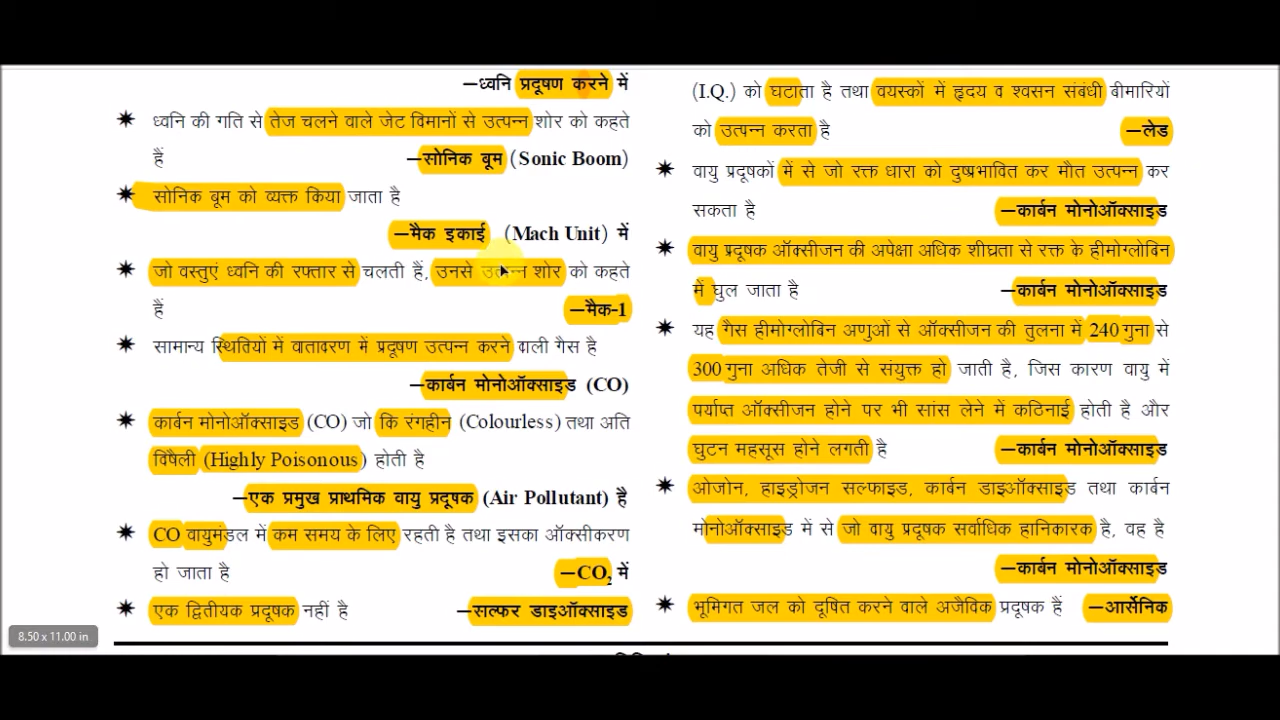 –ध्वनि प्रदूषण करने में
✷ ध्वनि की गति से तेज चलने वाले जेट विमानों से उत्पन्न शोर को कहते
हैं –सोनिक बूम (Sonic Boom)
✷ सोनिक बूम को व्यक्त किया जाता है
–मैक इकाई (Mach Unit) में
✷ जो वस्तुएं ध्वनि की रफ्तार से चलती हैं, उनसे उत्पन्न शोर को कहते
हैं –मैक-1
✷ सामान्य स्थितियों में वातावरण में प्रदूषण उत्पन्न करने वाली गैस है
–कार्बन मोनोऑक्साइड (CO)
✷ कार्बन मोनोऑक्साइड (CO) जो कि रंगहीन (Colourless) तथा अति
विषैली (Highly Poisonous) होती है
–एक प्रमुख प्राथमिक वायु प्रदूषक (Air Pollutant) है
✷ CO वायुमंडल में कम समय के लिए रहती है तथा इसका ऑक्सीकरण
हो जाता है –CO₂ में
✷ एक द्वितीयक प्रदूषक नहीं है –सल्फर डाइऑक्साइड
(I.Q.) को घटाता है तथा वयस्कों में हृदय व श्वसन संबंधी बीमारियों
को उत्पन्न करता है –लेड
✷ वायु प्रदूषकों में से जो रक्त धारा को दुष्प्रभावित कर मौत उत्पन्न कर
सकता है –कार्बन मोनोऑक्साइड
✷ वायु प्रदूषक ऑक्सीजन की अपेक्षा अधिक शीघ्रता से रक्त के हीमोग्लोबिन
में घुल जाता है –कार्बन मोनोऑक्साइड
✷ यह गैस हीमोग्लोबिन अणुओं से ऑक्सीजन की तुलना में 240 गुना से
300 गुना अधिक तेजी से संयुक्त हो जाती है, जिस कारण वायु में
पर्याप्त ऑक्सीजन होने पर भी सांस लेने में कठिनाई होती है और
घुटन महसूस होने लगती है –कार्बन मोनोऑक्साइड
✷ ओजोन, हाइड्रोजन सल्फाइड, कार्बन डाइऑक्साइड तथा कार्बन
मोनोऑक्साइड में से जो वायु प्रदूषक सर्वाधिक हानिकारक है, वह है
–कार्बन मोनोऑक्साइड
✷ भूमिगत जल को दूषित करने वाले अजैविक प्रदूषक हैं –आर्सेनिक
8.50 x 11.00 in